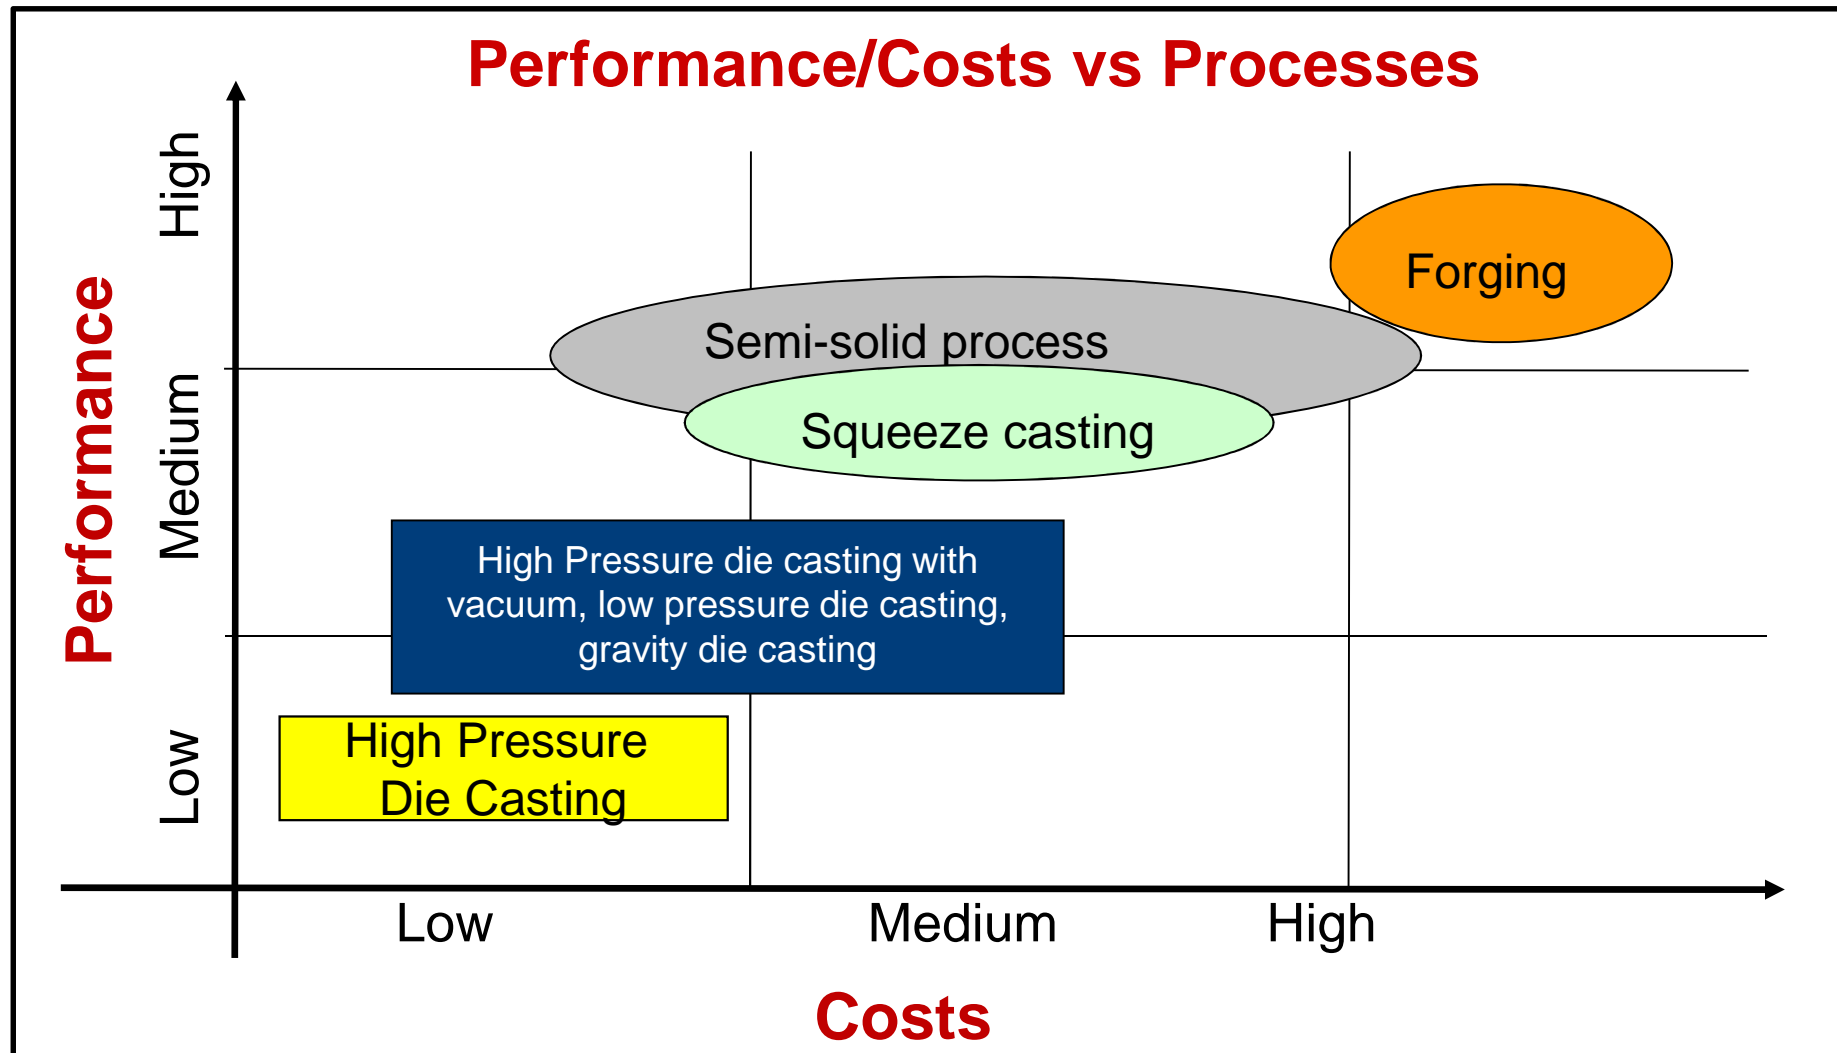 Performance/Costs vs Processes
High
Medium
Low
Performance
Forging
Semi-solid process
Squeeze casting
High Pressure die casting with
vacuum, low pressure die casting,
gravity die casting
High Pressure
Die Casting
Low
Medium
High
Costs